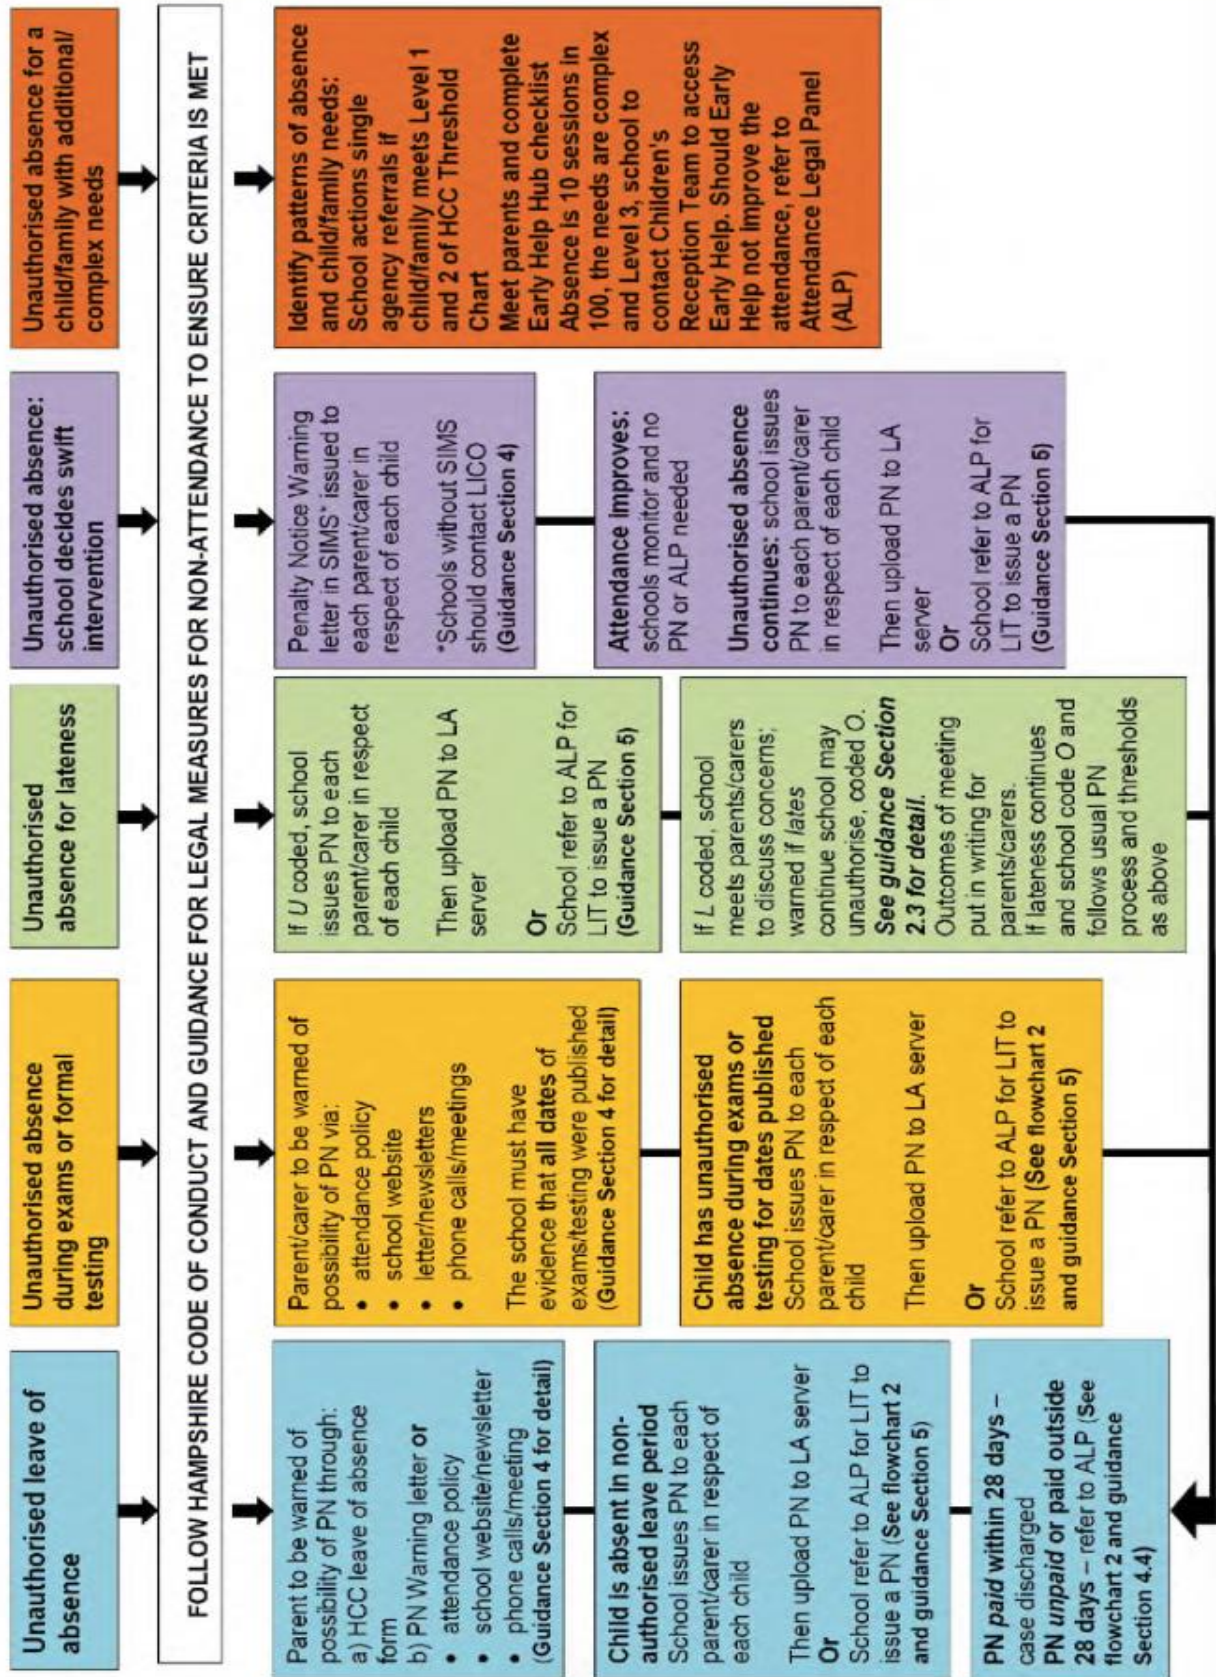 Unauthorised leave of
absence
Unauthorised absence
during exams or formal
testing
Unauthorised
absence for lateness
Unauthorised absence:
school decides swift
intervention
Unauthorised absence for a
child/family with additional/
complex needs
FOLLOW HAMPSHIRE CODE OF CONDUCT AND GUIDANCE FOR LEGAL MEASURES FOR NON-ATTENDANCE TO ENSURE CRITERIA IS MET
Parent to be warned of
possibility of PN through:
a) HCC leave of absence
form
b) PN Warning letter or
• attendance policy
• school website/newsletter
• phone calls/meeting
(Guidance Section 4 for detail)
Child is absent in non-
authorised leave period
School issues PN to each
parent/carer in respect of
each child
Then upload PN to LA server
Or
School refer to ALP for LIT to
issue a PN (See flowchart 2
and guidance Section 5)
PN paid within 28 days –
case discharged
PN unpaid or paid outside
28 days – refer to ALP (See
flowchart 2 and guidance
Section 4.4)
Parent/carer to be warned of
possibility of PN via:
• attendance policy
• school website
• letter/newsletters
• phone calls/meetings
The school must have
evidence that all dates of
exams/testing were published
(Guidance Section 4 for detail)
Child has unauthorised
absence during exams or
testing for dates published
School issues PN to each
parent/carer in respect of each
child
Then upload PN to LA server
Or
School refer to ALP for LIT to
issue a PN (See flowchart 2
and guidance Section 5)
If U coded, school
issues PN to each
parent/carer in respect
of each child
Then upload PN to LA
server
Or
School refer to ALP for
LIT to issue a PN
(Guidance Section 5)
If L coded, school
meets parents/carers
to discuss concerns;
warned if lates
continue school may
unauthorise, coded O.
See guidance Section
2.3 for detail.
Outcomes of meeting
put in writing for
parents/carers.
If lateness continues
and school code O and
follows usual PN
process and thresholds
as above
Penalty Notice Warning
letter in SIMS* issued to
each parent/carer in
respect of each child
*Schools without SIMS
should contact LICO
(Guidance Section 4)
Attendance Improves:
schools monitor and no
PN or ALP needed
Unauthorised absence
continues: school issues
PN to each parent/carer
in respect of each child
Then upload PN to LA
server
Or
School refer to ALP for
LIT to issue a PN
(Guidance Section 5)
Identify patterns of absence
and child/family needs:
School actions single
agency referrals if
child/family meets Level 1
and 2 of HCC Threshold
Chart
Meet parents and complete
Early Help Hub checklist
Absence is 10 sessions in
100, the needs are complex
and Level 3, school to
contact Children's
Reception Team to access
Early Help. Should Early
Help not improve the
attendance, refer to
Attendance Legal Panel
(ALP)